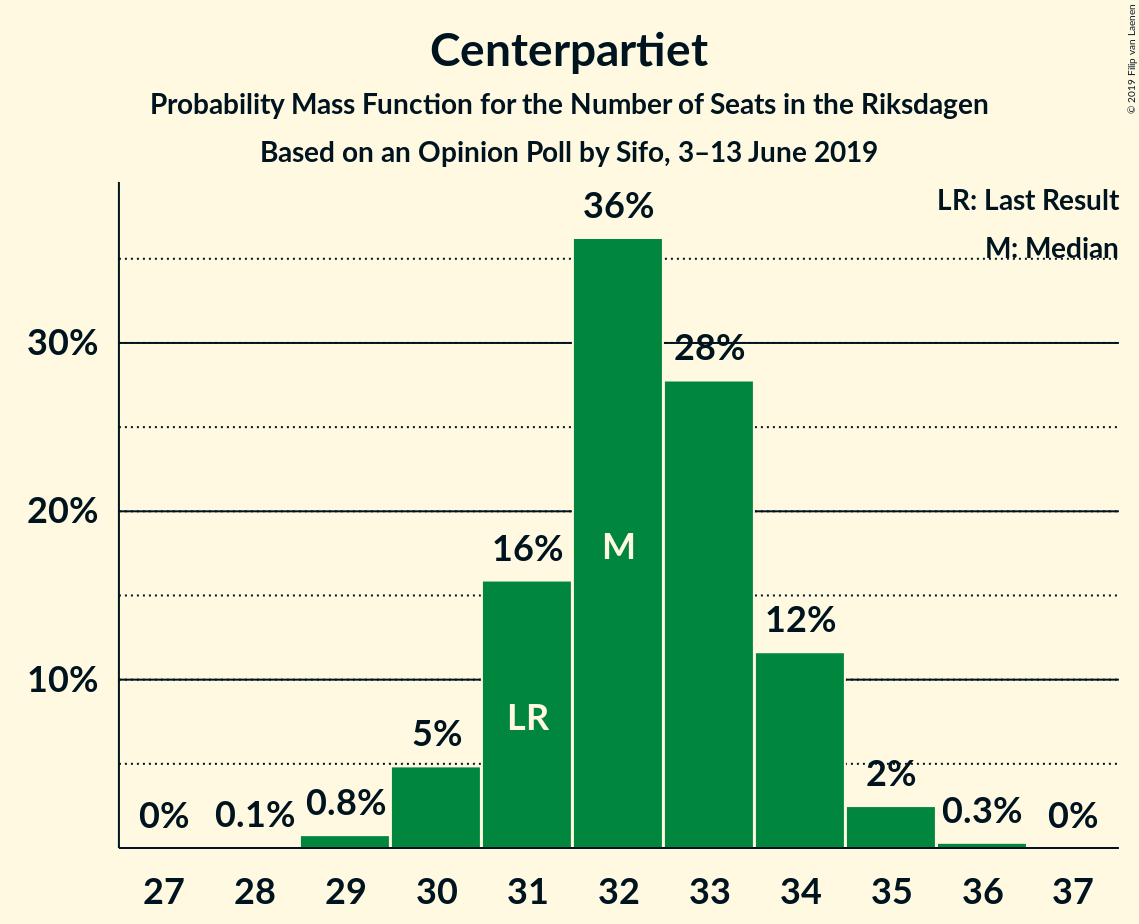 Centerpartiet
Probability Mass Function for the Number of Seats in the Riksdagen
Based on an Opinion Poll by Sifo, 3–13 June 2019
© 2019 Filip van Laenen
LR: Last Result
M: Median
30%
20%
10%
0%
0.1%
0.8%
5%
16%
36%
28%
12%
2%
0.3%
0%
LR
M
27 28 29 30 31 32 33 34 35 36 37